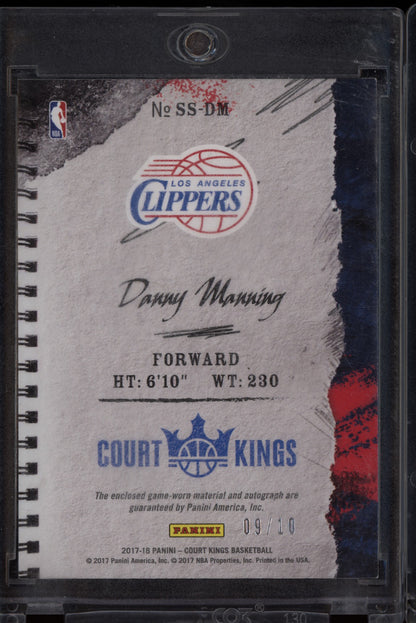 № SS-DM
LOS ANGELES
CLIPPERS
Danny Manning
FORWARD
HT: 6'10" WT: 230
COURT KINGS
The enclosed game-worn material and autograph are
guaranteed by Panini America, Inc.
PANINI 09/10
2017-18 PANINI – COURT KINGS BASKETBALL
© 2017 Panini America, Inc. © 2017 NBA Properties, Inc. Printed in the USA.
130